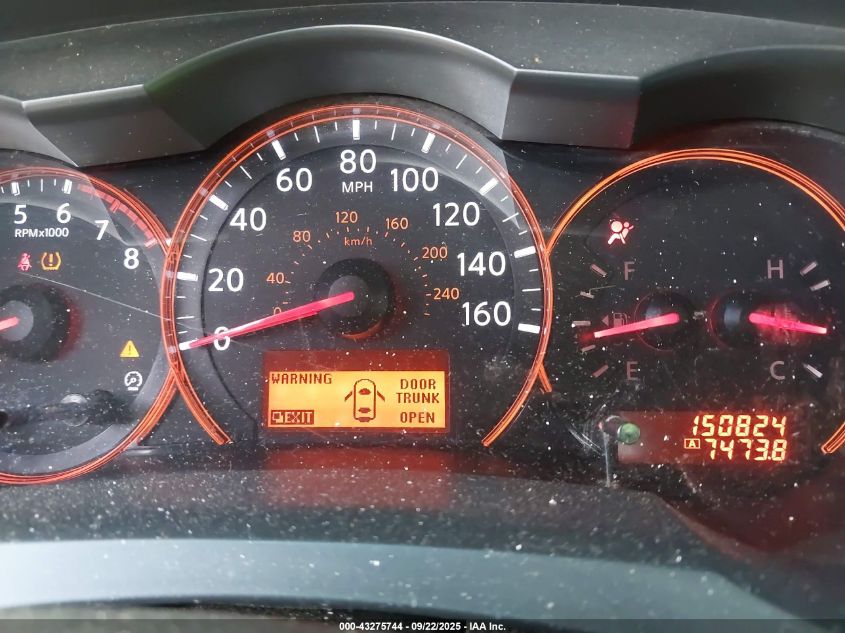 5 6 7 8
RPMx1000
0 20 40 60 80 100 120 140 160
MPH
0 40 80 120 160 200 240
km/h
WARNING
DOOR
TRUNK
EXIT
OPEN
F
E
H
C
150824
A 7473.8
000-43275744 - 09/22/2025 - IAA Inc.